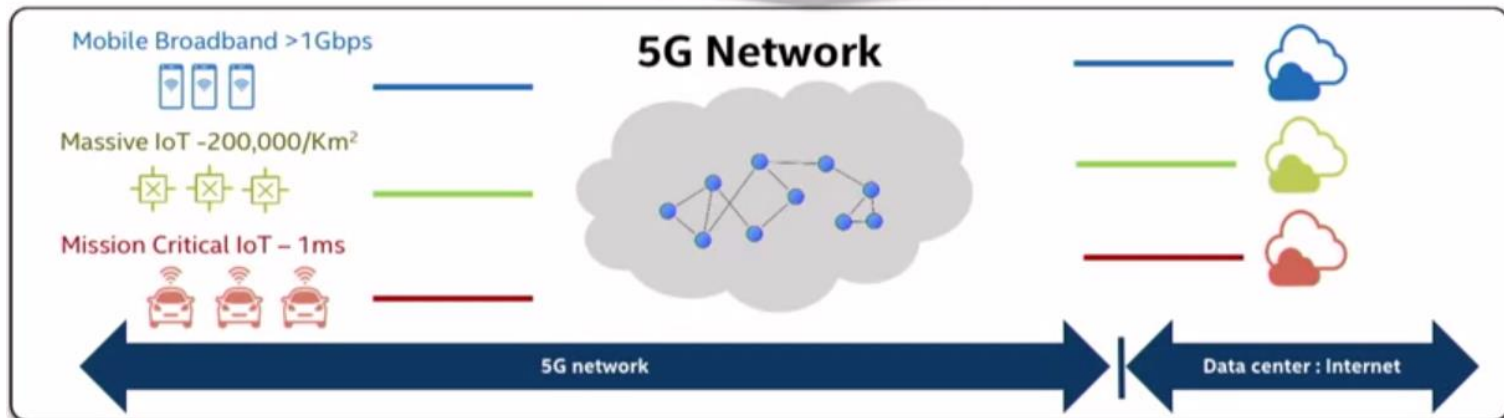 Mobile Broadband >1Gbps
5G Network
Massive IoT -200,000/Km²
Mission Critical IoT – 1ms
5G network
Data center : Internet